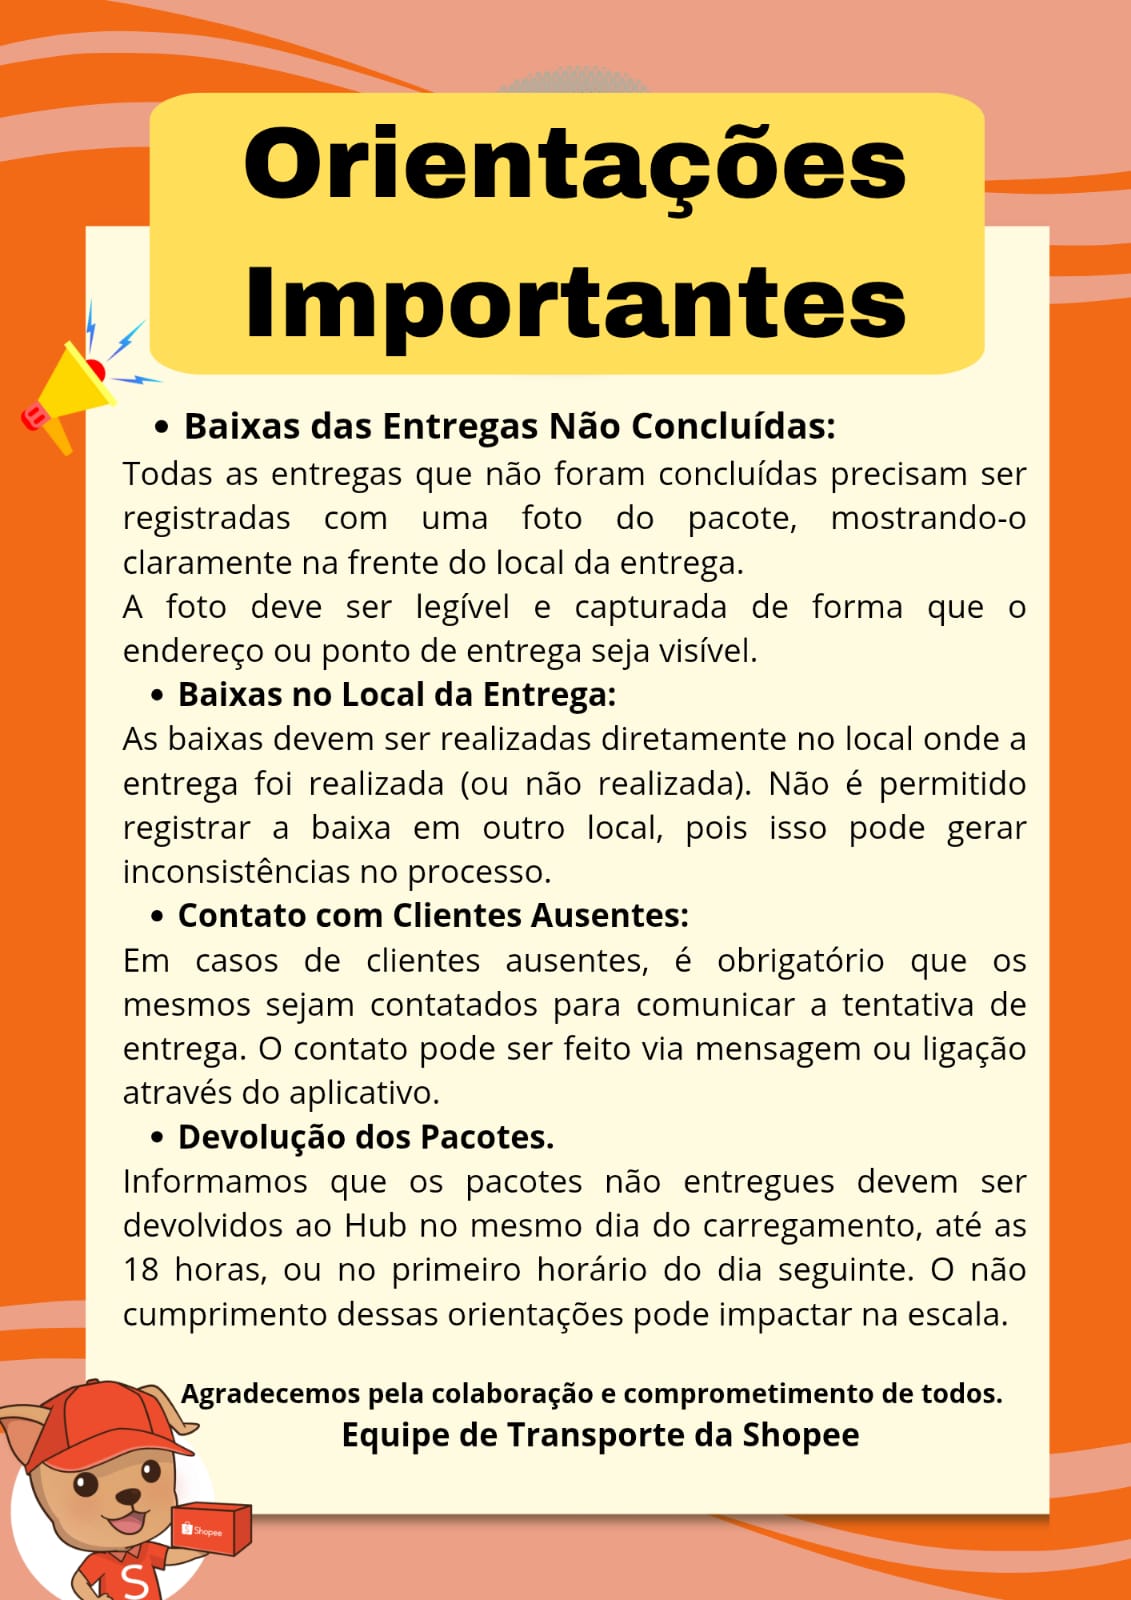 Orientações
Importantes
• Baixas das Entregas Não Concluídas:
Todas as entregas que não foram concluídas precisam ser
registradas com uma foto do pacote, mostrando-o
claramente na frente do local da entrega.
A foto deve ser legível e capturada de forma que o
endereço ou ponto de entrega seja visível.
• Baixas no Local da Entrega:
As baixas devem ser realizadas diretamente no local onde a
entrega foi realizada (ou não realizada). Não é permitido
registrar a baixa em outro local, pois isso pode gerar
inconsistências no processo.
• Contato com Clientes Ausentes:
Em casos de clientes ausentes, é obrigatório que os
mesmos sejam contatados para comunicar a tentativa de
entrega. O contato pode ser feito via mensagem ou ligação
através do aplicativo.
• Devolução dos Pacotes.
Informamos que os pacotes não entregues devem ser
devolvidos ao Hub no mesmo dia do carregamento, até as
18 horas, ou no primeiro horário do dia seguinte. O não
cumprimento dessas orientações pode impactar na escala.
Agradecemos pela colaboração e comprometimento de todos.
Equipe de Transporte da Shopee
S Shopee
S